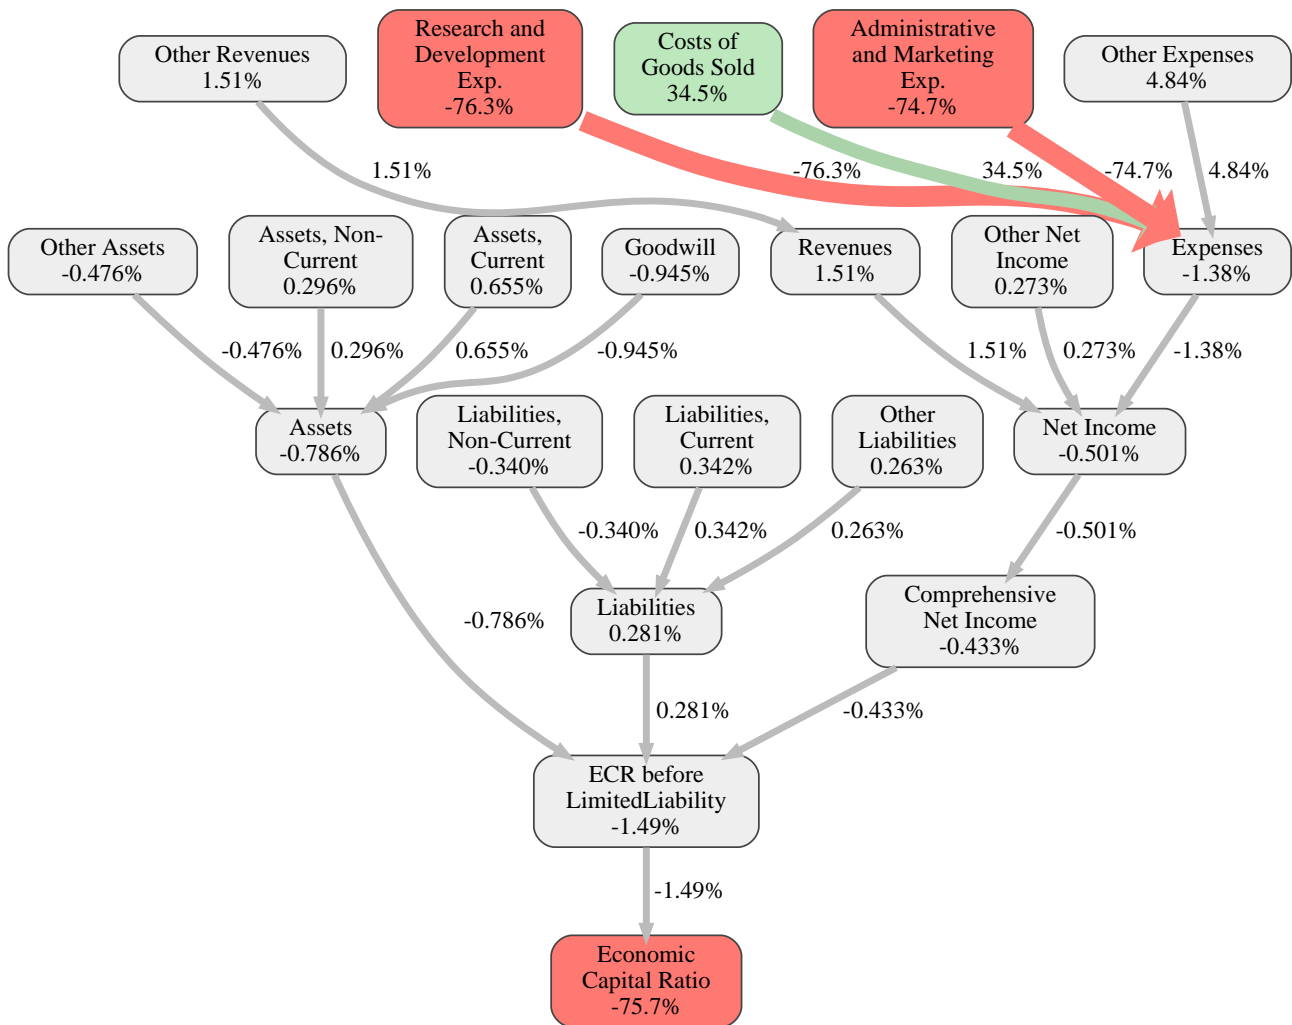 Other Revenues
1.51%
Research and
Development
Exp.
-76.3%
Costs of
Goods Sold
34.5%
Administrative
and Marketing
Exp.
-74.7%
Other Expenses
4.84%
1.51%
-76.3%
34.5%
-74.7%
4.84%
Other Assets
-0.476%
Assets, Non-
Current
0.296%
Assets,
Current
0.655%
Goodwill
-0.945%
Revenues
1.51%
Other Net
Income
0.273%
Expenses
-1.38%
-0.476%
0.296%
0.655%
-0.945%
1.51%
0.273%
-1.38%
Assets
-0.786%
Liabilities,
Non-Current
-0.340%
Liabilities,
Current
0.342%
Other
Liabilities
0.263%
Net Income
-0.501%
-0.340%
0.342%
0.263%
-0.501%
-0.786%
Liabilities
0.281%
Comprehensive
Net Income
-0.433%
0.281%
-0.433%
ECR before
LimitedLiability
-1.49%
-1.49%
Economic
Capital Ratio
-75.7%